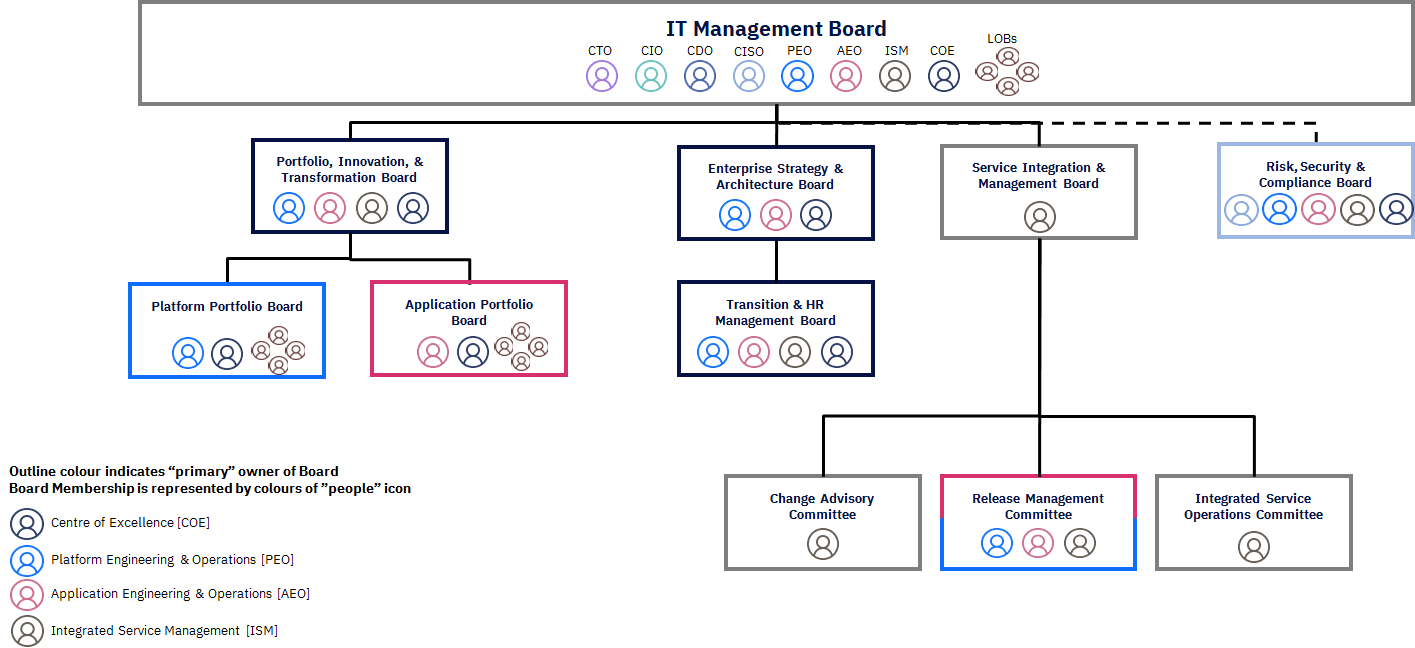 IT Management Board
CTO
CIO
CDO
CISO
PEO
AEO
ISM
COE
LOBs
Portfolio, Innovation, &
Transformation Board
Enterprise Strategy &
Architecture Board
Service Integration &
Management Board
Risk, Security &
Compliance Board
Platform Portfolio Board
Application Portfolio
Board
Transition & HR
Management Board
Outline colour indicates “primary” owner of Board
Board Membership is represented by colours of ”people” icon
Centre of Excellence [COE]
Platform Engineering & Operations [PEO]
Application Engineering & Operations [AEO]
Integrated Service Management [ISM]
Change Advisory
Committee
Release Management
Committee
Integrated Service
Operations Committee